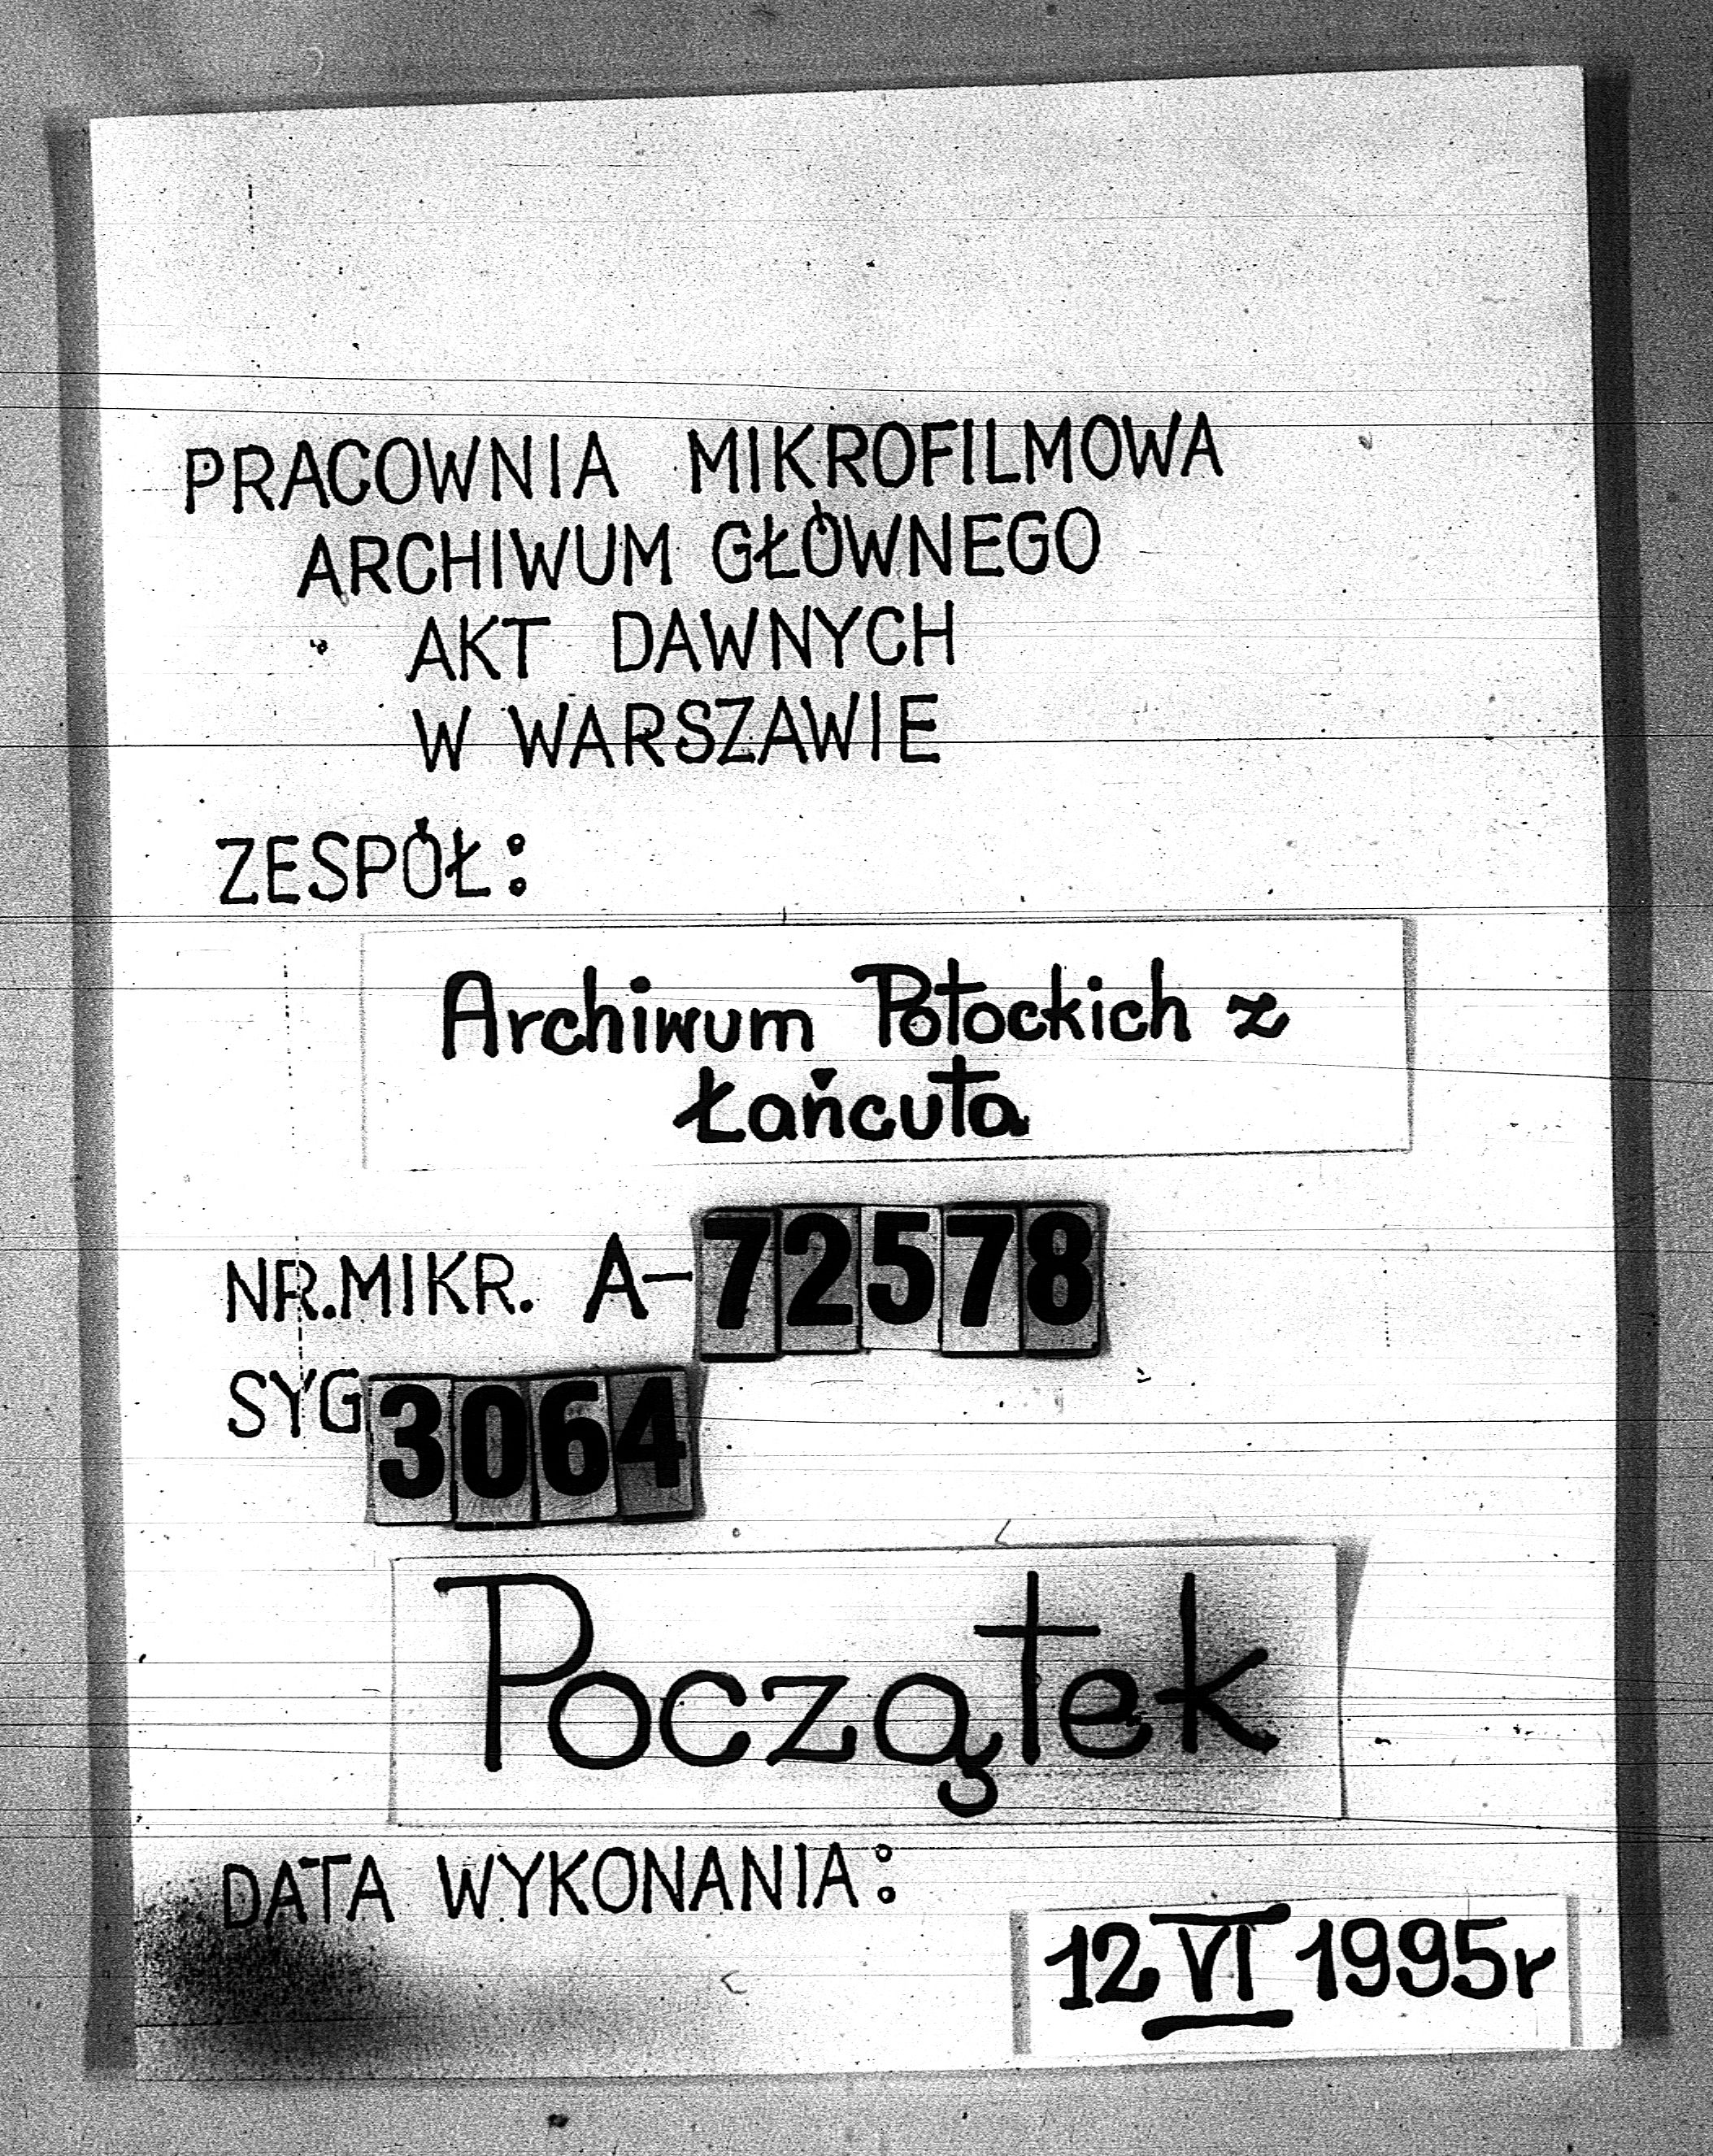 PRACOWNIA MIKROFILMOWA
ARCHIWUM GŁÓWNEGO
AKT DAWNYCH
W WARSZAWIE
ZESPÓŁ:
Archiwum Potockich z
Łańcuta
NR.MIKR. A-72578
SYG 3064
Początek
DATA WYKONANIA:
12 VI 1995r